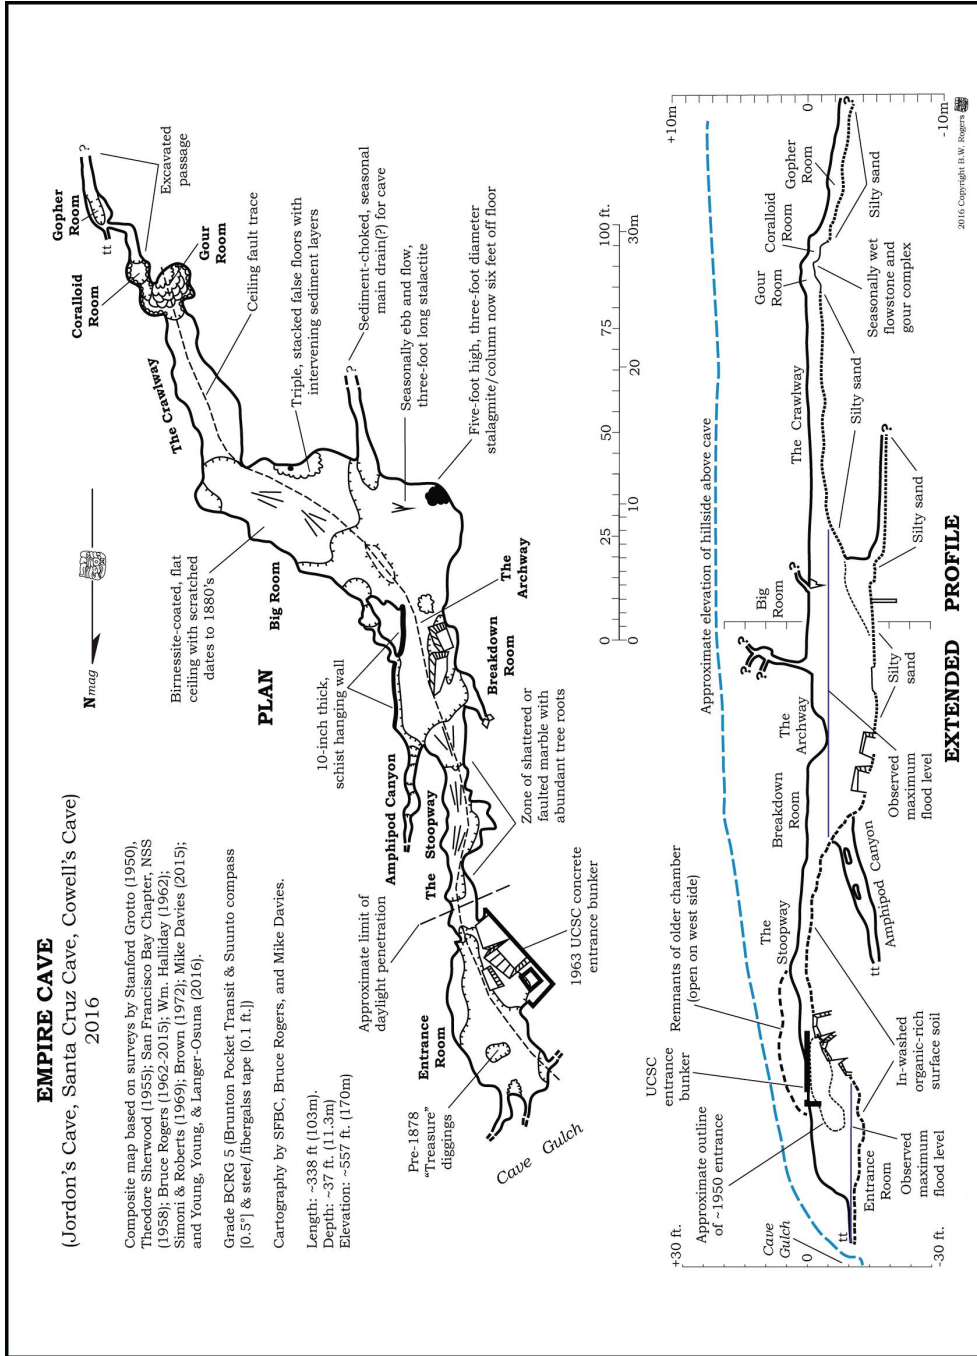 EMPIRE CAVE
(Jordon's Cave, Santa Cruz Cave, Cowell's Cave)
2016
Composite map based on surveys by Stanford Grotto (1950),
Theodore Sherwood (1955); San Francisco Bay Chapter, NSS
(1958); Bruce Rogers (1962-2015); Wm. Halliday (1962);
Simoni & Roberts (1969); Brown (1972); Mike Davies (2015);
and Young, Young, & Langer-Osuna (2016).
Grade BCRG 5 (Brunton Pocket Transit & Suunto compass
[0.5°] & steel/fibergalss tape [0.1 ft.])
Cartography by SFBC, Bruce Rogers, and Mike Davies.
Length: ~338 ft (103m).
Depth: ~37 ft. (11.3m)
Elevation: ~557 ft. (170m)
Nmag
PLAN
Birnessite-coated, flat
ceiling with scratched
dates to 1880's
10-inch thick,
schist hanging wall
Big Room
The Crawlway
Coralloid
Room
Gopher
Room
tt
?
Excavated
passage
Gour
Room
Ceiling fault trace
Triple, stacked false floors with
intervening sediment layers
?
Sediment-choked, seasonal
main drain(?) for cave
Seasonally ebb and flow,
three-foot long stalactite
Five-foot high, three-foot diameter
stalagmite/column now six feet off floor
The
Archway
Breakdown
Room
Amphipod Canyon
The Stoopway
Zone of shattered or
faulted marble with
abundant tree roots
Approximate limit of
daylight penetration
1963 UCSC concrete
entrance bunker
Entrance
Room
Pre-1878
"Treasure"
diggings
Cave Gulch
0 25 50 75 100 ft.
0 10 20 30m
+30 ft.
0
-30 ft.
Cave
Gulch
tt
Approximate outline
of ~1950 entrance
UCSC
entrance
bunker
Remnants of older chamber
(open on west side)
The
Stoopway
Breakdown
Room
The
Archway
Big
Room
? ? ?
?
Approximate elevation of hillside above cave
The Crawlway
Gour
Room
Coralloid
Room
Gopher
Room
?
+10m
0
-10m
Entrance
Room
Observed
maximum
flood level
In-washed
organic-rich
surface soil
tt
Amphipod Canyon
Observed
maximum
flood level
Silty
sand
Silty sand
?
Silty sand
Seasonally wet
flowstone and
gour complex
Silty sand
EXTENDED PROFILE
2016 Copyright B.W. Rogers